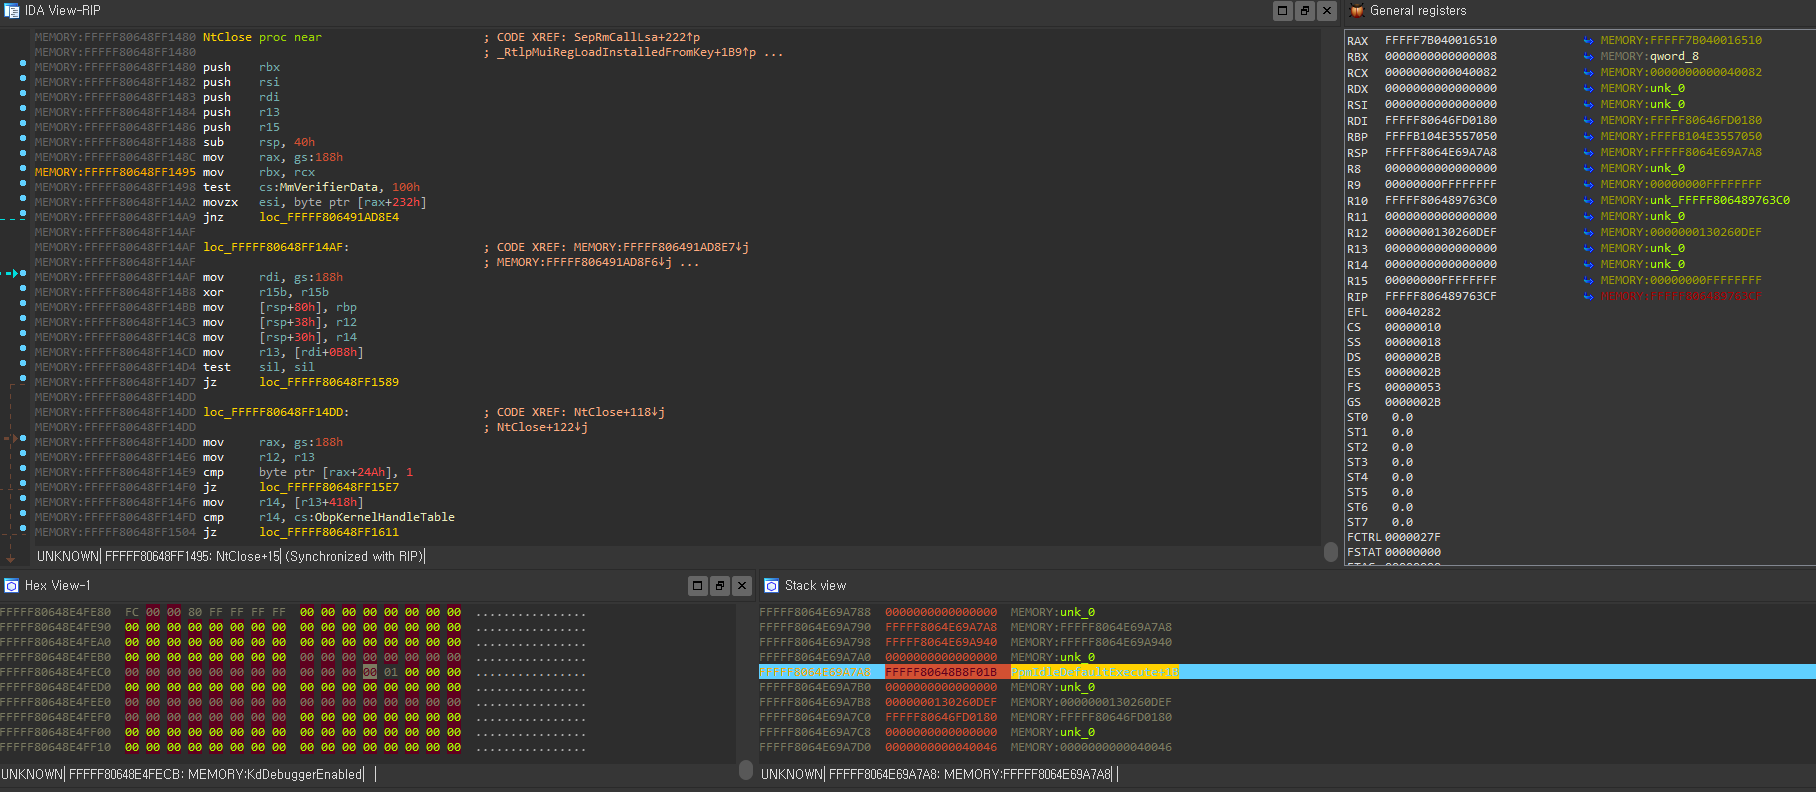 IDA View-RIP
MEMORY:FFFFF80648FF1480 NtClose proc near ; CODE XREF: SepRmCallLsa+222↑p
MEMORY:FFFFF80648FF1480 ; _RtlpMuiRegLoadInstalledFromKey+1B9↑p ...
MEMORY:FFFFF80648FF1480 push rbx
MEMORY:FFFFF80648FF1482 push rsi
MEMORY:FFFFF80648FF1483 push rdi
MEMORY:FFFFF80648FF1484 push r13
MEMORY:FFFFF80648FF1486 push r15
MEMORY:FFFFF80648FF1488 sub rsp, 40h
MEMORY:FFFFF80648FF148C mov rax, gs:188h
MEMORY:FFFFF80648FF1495 mov rbx, rcx
MEMORY:FFFFF80648FF1498 test cs:MmVerifierData, 100h
MEMORY:FFFFF80648FF14A2 movzx esi, byte ptr [rax+232h]
MEMORY:FFFFF80648FF14A9 jnz loc_FFFFF806491AD8E4
MEMORY:FFFFF80648FF14AF
MEMORY:FFFFF80648FF14AF loc_FFFFF80648FF14AF: ; CODE XREF: MEMORY:FFFFF806491AD8E7↓j
MEMORY:FFFFF80648FF14AF ; MEMORY:FFFFF806491AD8F6↓j ...
MEMORY:FFFFF80648FF14AF mov rdi, gs:188h
MEMORY:FFFFF80648FF14B8 xor r15b, r15b
MEMORY:FFFFF80648FF14BB mov [rsp+80h], rbp
MEMORY:FFFFF80648FF14C3 mov [rsp+38h], r12
MEMORY:FFFFF80648FF14C8 mov [rsp+30h], r14
MEMORY:FFFFF80648FF14CD mov r13, [rdi+0B8h]
MEMORY:FFFFF80648FF14D4 test sil, sil
MEMORY:FFFFF80648FF14D7 jz loc_FFFFF80648FF1589
MEMORY:FFFFF80648FF14DD
MEMORY:FFFFF80648FF14DD loc_FFFFF80648FF14DD: ; CODE XREF: NtClose+118↓j
MEMORY:FFFFF80648FF14DD ; NtClose+122↓j
MEMORY:FFFFF80648FF14DD mov rax, gs:188h
MEMORY:FFFFF80648FF14E6 mov r12, r13
MEMORY:FFFFF80648FF14E9 cmp byte ptr [rax+24Ah], 1
MEMORY:FFFFF80648FF14F0 jz loc_FFFFF80648FF15E7
MEMORY:FFFFF80648FF14F6 mov r14, [r13+418h]
MEMORY:FFFFF80648FF14FD cmp r14, cs:ObpKernelHandleTable
MEMORY:FFFFF80648FF1504 jz loc_FFFFF80648FF1611
UNKNOWN FFFFF80648FF1495: NtClose+15 (Synchronized with RIP)
General registers
RAX FFFFF7B040016510 MEMORY:FFFFF7B040016510
RBX 0000000000000008 MEMORY:qword_8
RCX 0000000000040082 MEMORY:0000000000040082
RDX 0000000000000000 MEMORY:unk_0
RSI 0000000000000000 MEMORY:unk_0
RDI FFFFF80646FD0180 MEMORY:FFFFF80646FD0180
RBP FFFFB104E3557050 MEMORY:FFFFB104E3557050
RSP FFFFF8064E69A7A8 MEMORY:FFFFF8064E69A7A8
R8 0000000000000000 MEMORY:unk_0
R9 00000000FFFFFFFF MEMORY:00000000FFFFFFFF
R10 FFFFF806489763C0 MEMORY:unk_FFFFF806489763C0
R11 0000000000000000 MEMORY:unk_0
R12 0000000130260DEF MEMORY:0000000130260DEF
R13 0000000000000000 MEMORY:unk_0
R14 0000000000000000 MEMORY:unk_0
R15 00000000FFFFFFFF MEMORY:00000000FFFFFFFF
RIP FFFFF806489763CF MEMORY:FFFFF806489763CF
EFL 00040282
CS 00000010
SS 00000018
DS 0000002B
ES 0000002B
FS 00000053
GS 0000002B
ST0 0.0
ST1 0.0
ST2 0.0
ST3 0.0
ST4 0.0
ST5 0.0
ST6 0.0
ST7 0.0
FCTRL 0000027F
FSTAT 00000000
Hex View-1
FFFFF80648E4FE80 FC 00 00 80 FF FF FF FF 00 00 00 00 00 00 00 00 ................
FFFFF80648E4FE90 00 00 00 00 00 00 00 00 00 00 00 00 00 00 00 00 ................
FFFFF80648E4FEA0 00 00 00 00 00 00 00 00 00 00 00 00 00 00 00 00 ................
FFFFF80648E4FEB0 00 00 00 00 00 00 00 00 00 00 00 00 00 00 00 00 ................
FFFFF80648E4FEC0 00 00 00 00 00 00 00 00 00 00 00 00 01 00 00 00 ................
FFFFF80648E4FED0 00 00 00 00 00 00 00 00 00 00 00 00 00 00 00 00 ................
FFFFF80648E4FEE0 00 00 00 00 00 00 00 00 00 00 00 00 00 00 00 00 ................
FFFFF80648E4FEF0 00 00 00 00 00 00 00 00 00 00 00 00 00 00 00 00 ................
FFFFF80648E4FF00 00 00 00 00 00 00 00 00 00 00 00 00 00 00 00 00 ................
FFFFF80648E4FF10 00 00 00 00 00 00 00 00 00 00 00 00 00 00 00 00 ................
UNKNOWN FFFFF80648E4FECB: MEMORY:KdDebuggerEnabled
Stack view
FFFFF8064E69A788 0000000000000000 MEMORY:unk_0
FFFFF8064E69A790 FFFFF8064E69A7A8 MEMORY:FFFFF8064E69A7A8
FFFFF8064E69A798 FFFFF8064E69A940 MEMORY:FFFFF8064E69A940
FFFFF8064E69A7A0 0000000000000000 MEMORY:unk_0
FFFFF8064E69A7A8 FFFFF80648B8F01B PpmIdleDefaultExecute+1B
FFFFF8064E69A7B0 0000000000000000 MEMORY:unk_0
FFFFF8064E69A7B8 0000000130260DEF MEMORY:0000000130260DEF
FFFFF8064E69A7C0 FFFFF80646FD0180 MEMORY:FFFFF80646FD0180
FFFFF8064E69A7C8 0000000000000000 MEMORY:unk_0
FFFFF8064E69A7D0 0000000000040046 MEMORY:0000000000040046
UNKNOWN FFFFF8064E69A7A8: MEMORY:FFFFF8064E69A7A8